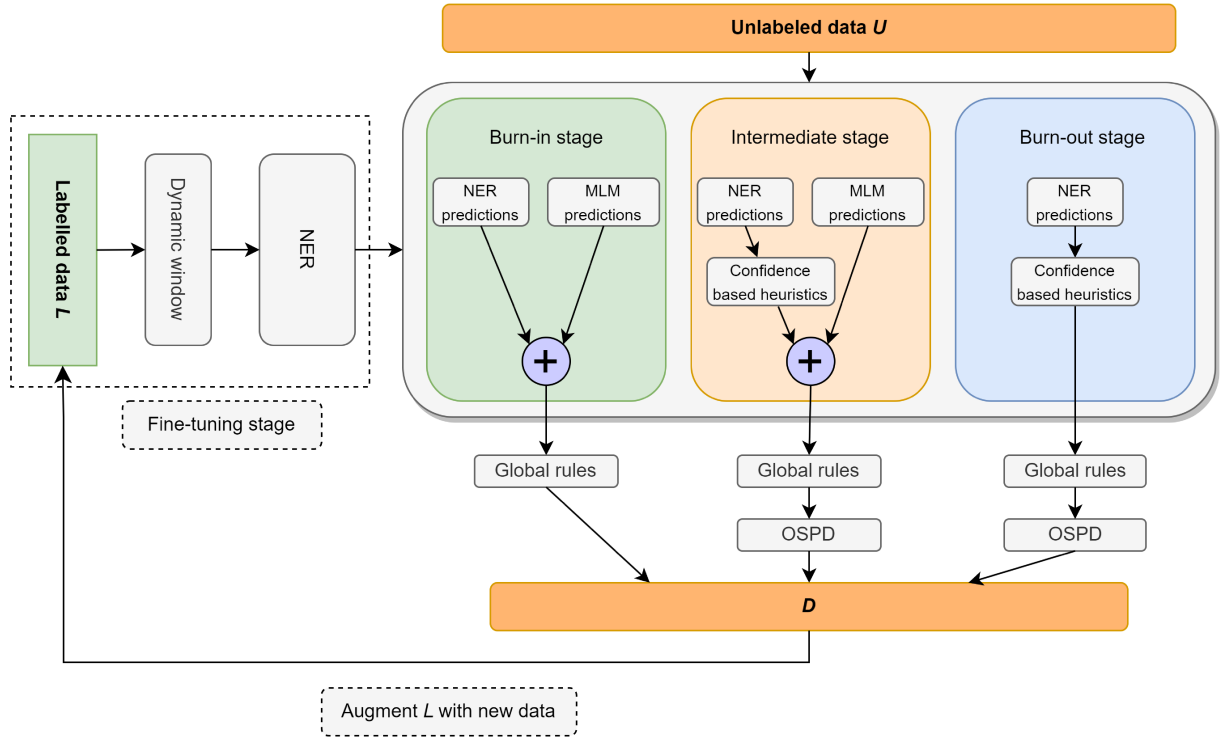 Unlabeled data U
Labelled data L
Dynamic window
NER
Fine-tuning stage
Burn-in stage
NER
predictions
MLM
predictions
Intermediate stage
NER
predictions
MLM
predictions
Confidence
based heuristics
Burn-out stage
NER
predictions
Confidence
based heuristics
Global rules
Global rules
Global rules
OSPD
OSPD
D
Augment L with new data